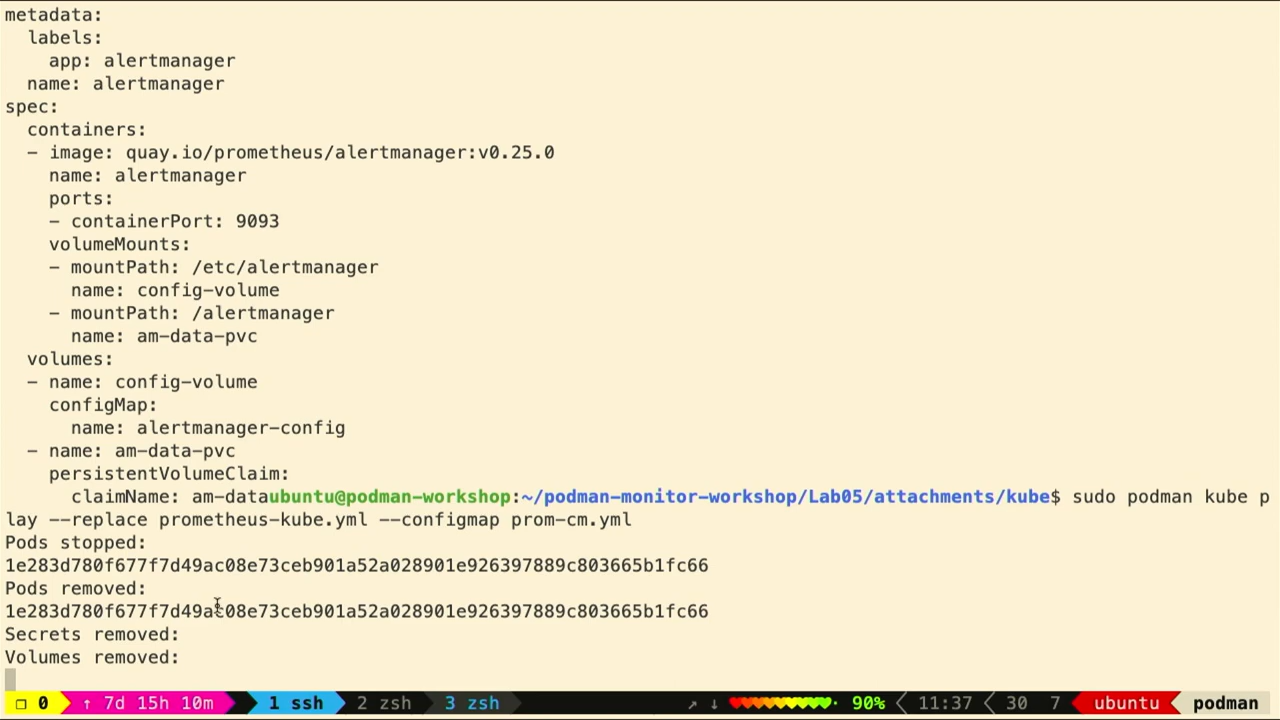 metadata:
  labels:
    app: alertmanager
  name: alertmanager
spec:
  containers:
  - image: quay.io/prometheus/alertmanager:v0.25.0
    name: alertmanager
    ports:
    - containerPort: 9093
    volumeMounts:
    - mountPath: /etc/alertmanager
      name: config-volume
    - mountPath: /alertmanager
      name: am-data-pvc
  volumes:
  - name: config-volume
    configMap:
      name: alertmanager-config
  - name: am-data-pvc
    persistentVolumeClaim:
      claimName: am-dataubuntu@podman-workshop:~/podman-monitor-workshop/Lab05/attachments/kube$ sudo podman kube p
lay --replace prometheus-kube.yml --configmap prom-cm.yml
Pods stopped:
1e283d780f677f7d49ac08e73ceb901a52a028901e926397889c803665b1fc66
Pods removed:
1e283d780f677f7d49ac08e73ceb901a52a028901e926397889c803665b1fc66
Secrets removed:
Volumes removed:
❐ 0 ↑ 7d 15h 10m 1 ssh 2 zsh 3 zsh ↗ ↓ 90% 11:37 30 7 ubuntu podman